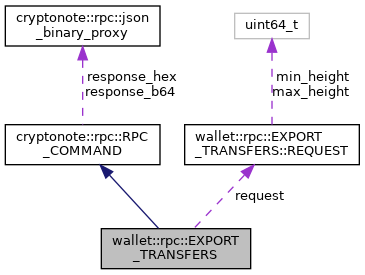 cryptonote::rpc::json
_binary_proxy
uint64_t
response_hex
response_b64
min_height
max_height
cryptonote::rpc::RPC
_COMMAND
wallet::rpc::EXPORT
_TRANSFERS::REQUEST
request
wallet::rpc::EXPORT
_TRANSFERS